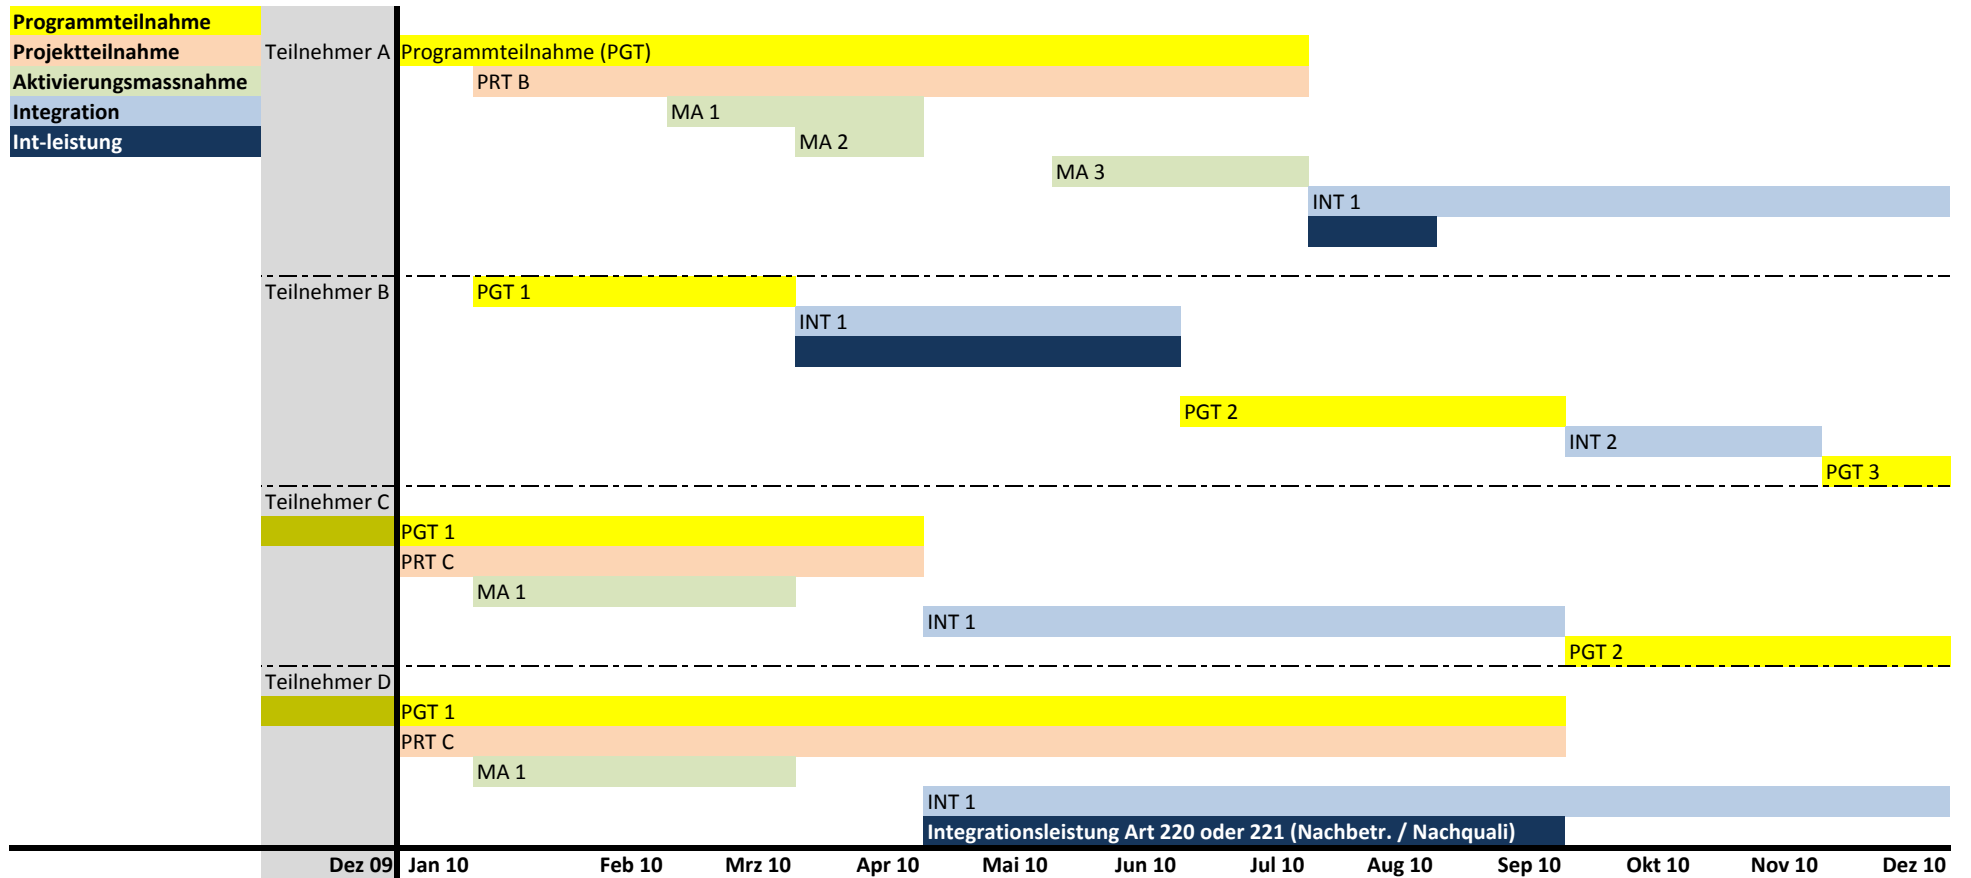 Programmteilnahme
Projektteilnahme
Aktivierungsmassnahme
Integration
Int-leistung
Teilnehmer A
Programmteilnahme (PGT)
PRT B
MA 1
MA 2
MA 3
INT 1
Teilnehmer B
PGT 1
INT 1
PGT 2
INT 2
PGT 3
Teilnehmer C
PGT 1
PRT C
MA 1
INT 1
PGT 2
Teilnehmer D
PGT 1
PRT C
MA 1
INT 1
Integrationsleistung Art 220 oder 221 (Nachbetr. / Nachquali)
Dez 09 Jan 10 Feb 10 Mrz 10 Apr 10 Mai 10 Jun 10 Jul 10 Aug 10 Sep 10 Okt 10 Nov 10 Dez 10